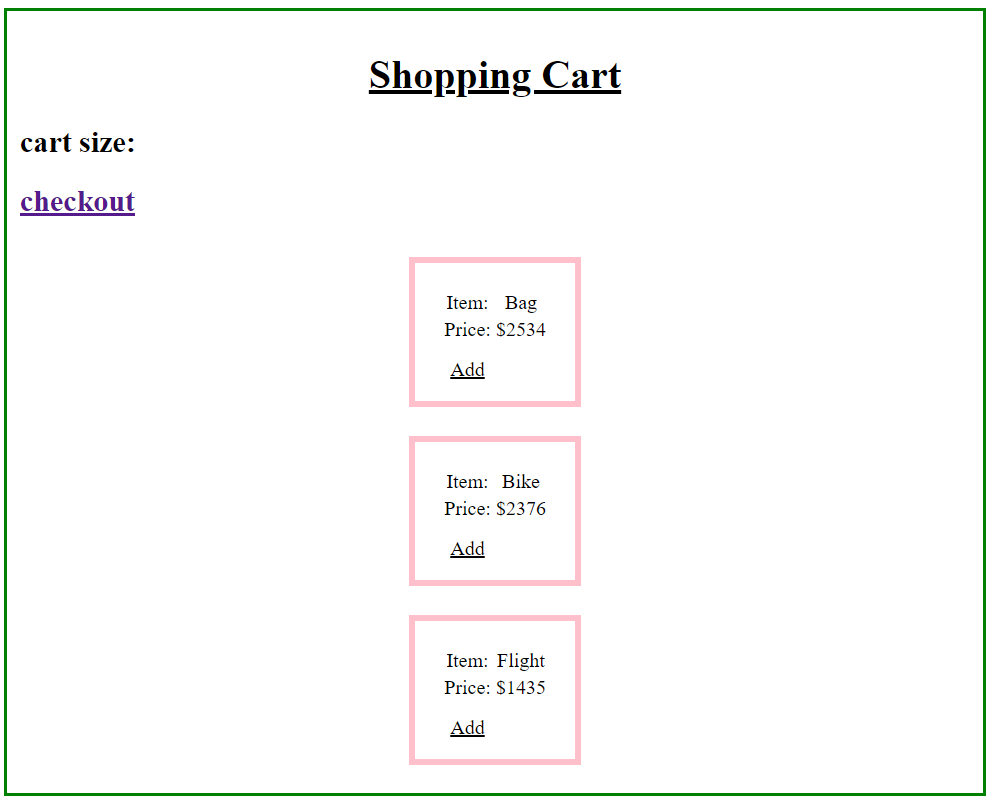 Shopping Cart
cart size:
checkout
Item: Bag
Price: $2534
Add
Item: Bike
Price: $2376
Add
Item: Flight
Price: $1435
Add